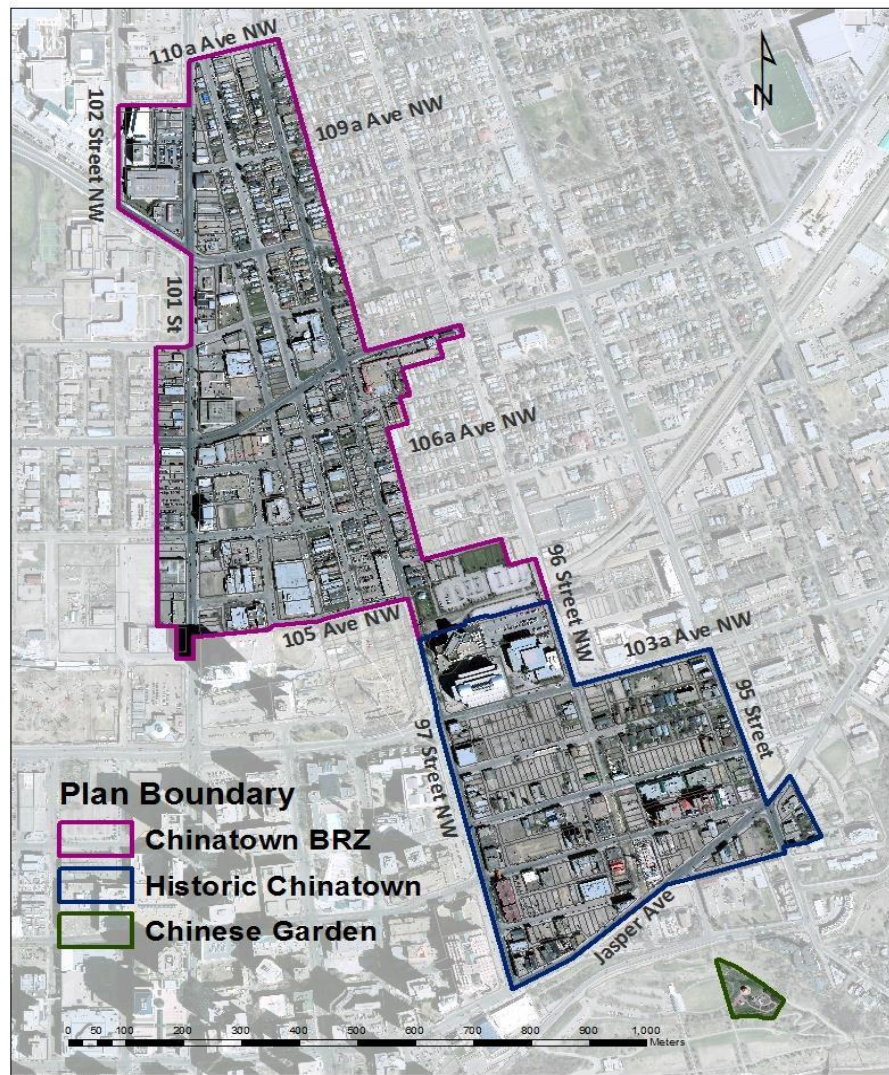 110a Ave NW
102 Street NW
109a Ave NW
N
101 St
106a Ave NW
96 Street NW
105 Ave NW
103a Ave NW
97 Street NW
95 Street
Plan Boundary
Chinatown BRZ
Historic Chinatown
Chinese Garden
Jasper Ave
0 50 100 200 300 400 500 600 700 800 900 1,000
Meters